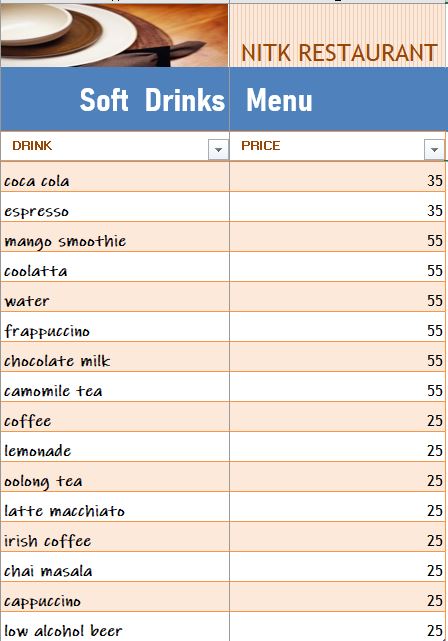 NITK RESTAURANT
Soft Drinks Menu
DRINK PRICE
coca cola 35
espresso 35
mango smoothie 55
coolatta 55
water 55
frappuccino 55
chocolate milk 55
camomile tea 55
coffee 25
lemonade 25
oolong tea 25
latte macchiato 25
irish coffee 25
chai masala 25
cappuccino 25
low alcohol beer 25